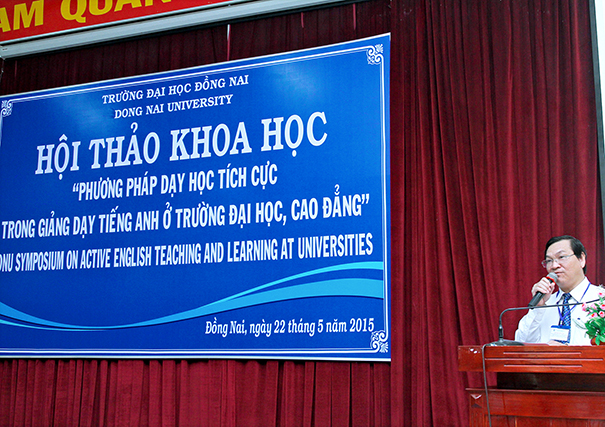 AM QUAN
TRƯỜNG ĐẠI HỌC ĐỒNG NAI
DONG NAI UNIVERSITY
HỘI THẢO KHOA HỌC
"PHƯƠNG PHÁP DẠY HỌC TÍCH CỰC
TRONG GIẢNG DẠY TIẾNG ANH Ở TRƯỜNG ĐẠI HỌC, CAO ĐẲNG"
DNU SYMPOSIUM ON ACTIVE ENGLISH TEACHING AND LEARNING AT UNIVERSITIES
Đồng Nai, ngày 22 tháng 5 năm 2015